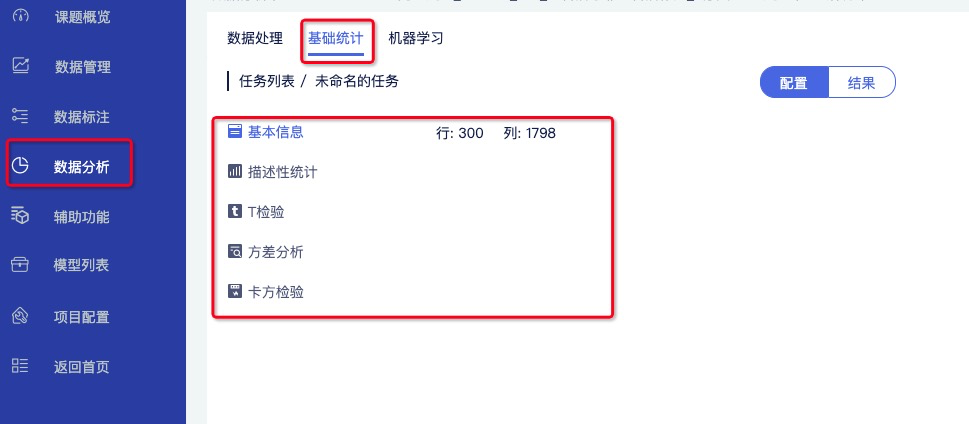 课题概览
数据管理
数据标注
数据分析
辅助功能
模型列表
项目配置
返回首页
数据处理 基础统计 机器学习
任务列表 / 未命名的任务
配置 结果
基本信息 行: 300 列: 1798
描述性统计
T检验
方差分析
卡方检验